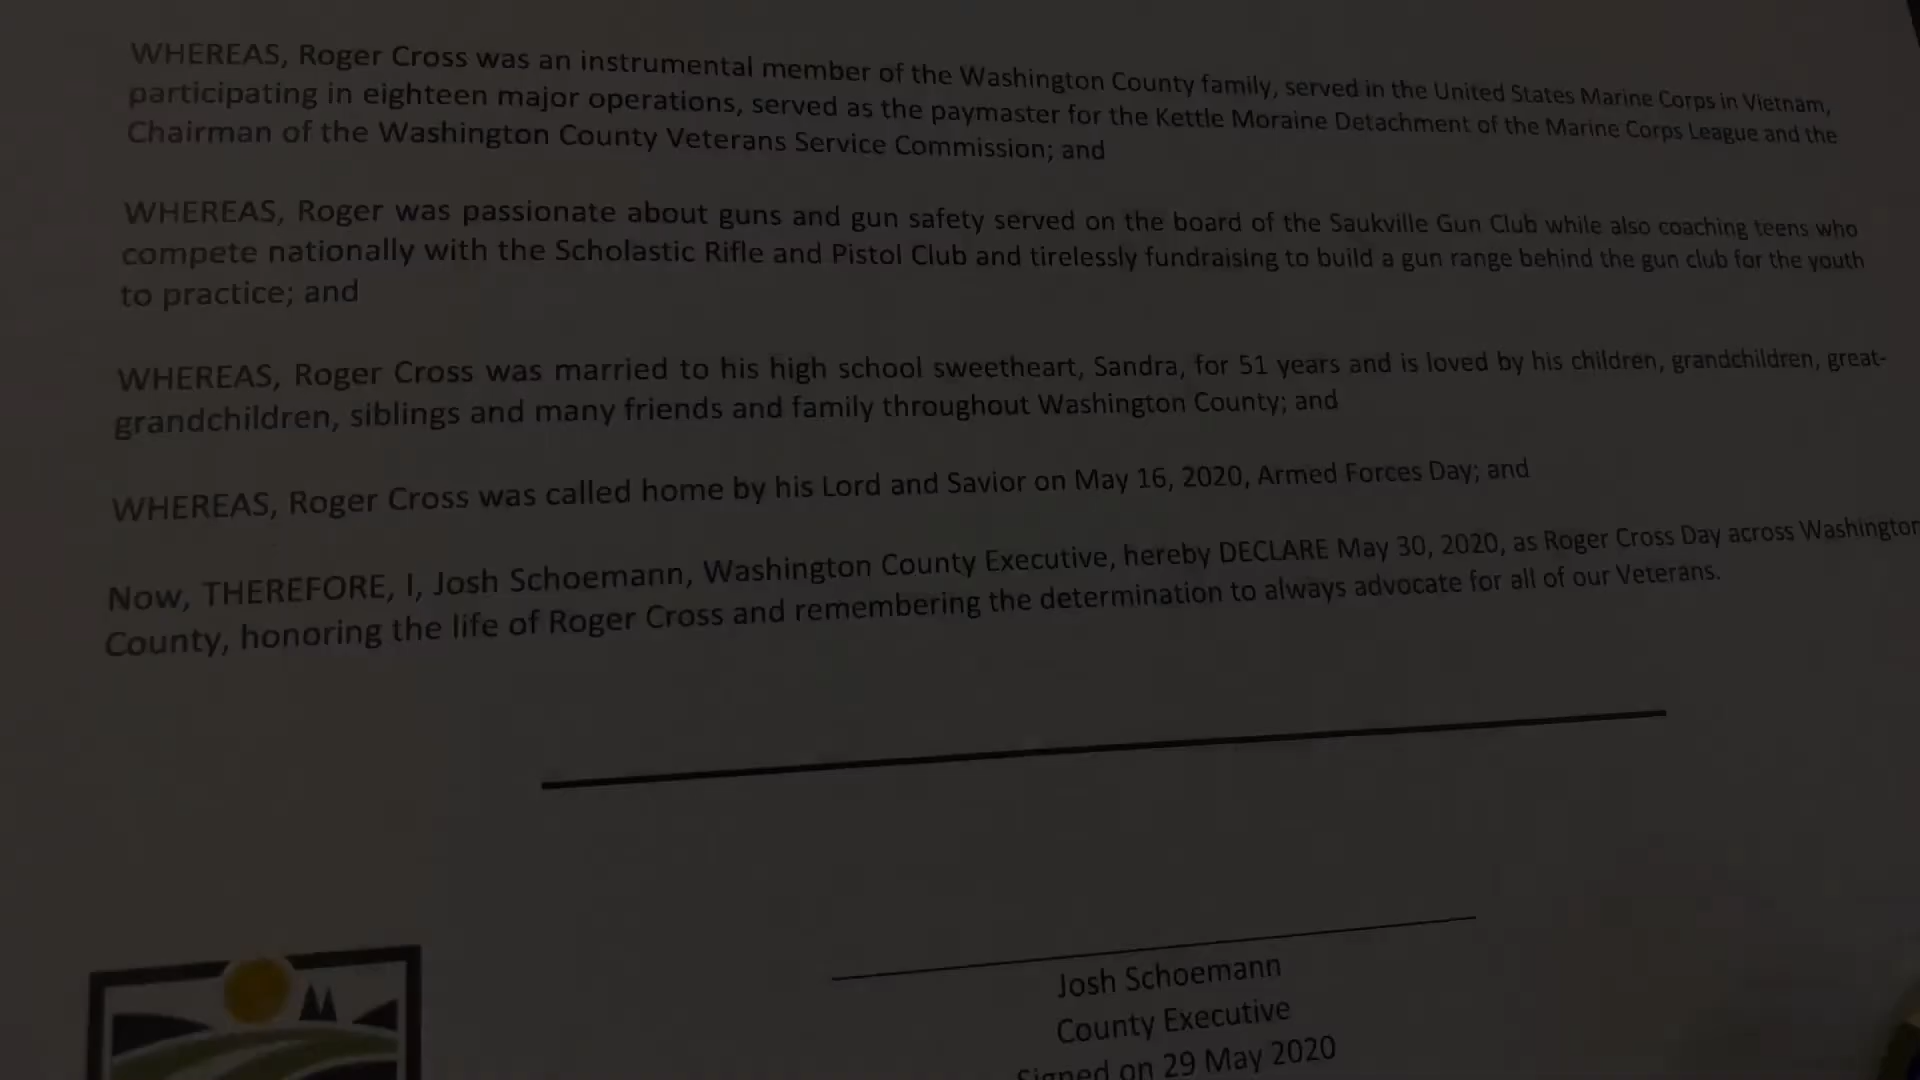 WHEREAS, Roger Cross was an instrumental member of the Washington County family, served in the United States Marine Corps in Vietnam,
participating in eighteen major operations, served as the paymaster for the Kettle Moraine Detachment of the Marine Corps League and the
Chairman of the Washington County Veterans Service Commission; and
WHEREAS, Roger was passionate about guns and gun safety served on the board of the Saukville Gun Club while also coaching teens who
compete nationally with the Scholastic Rifle and Pistol Club and tirelessly fundraising to build a gun range behind the gun club for the youth
to practice; and
WHEREAS, Roger Cross was married to his high school sweetheart, Sandra, for 51 years and is loved by his children, grandchildren, great-
grandchildren, siblings and many friends and family throughout Washington County; and
WHEREAS, Roger Cross was called home by his Lord and Savior on May 16, 2020, Armed Forces Day; and
Now, THEREFORE, I, Josh Schoemann, Washington County Executive, hereby DECLARE May 30, 2020, as Roger Cross Day across Washington
County, honoring the life of Roger Cross and remembering the determination to always advocate for all of our Veterans.
Josh Schoemann
County Executive
Signed on 29 May 2020